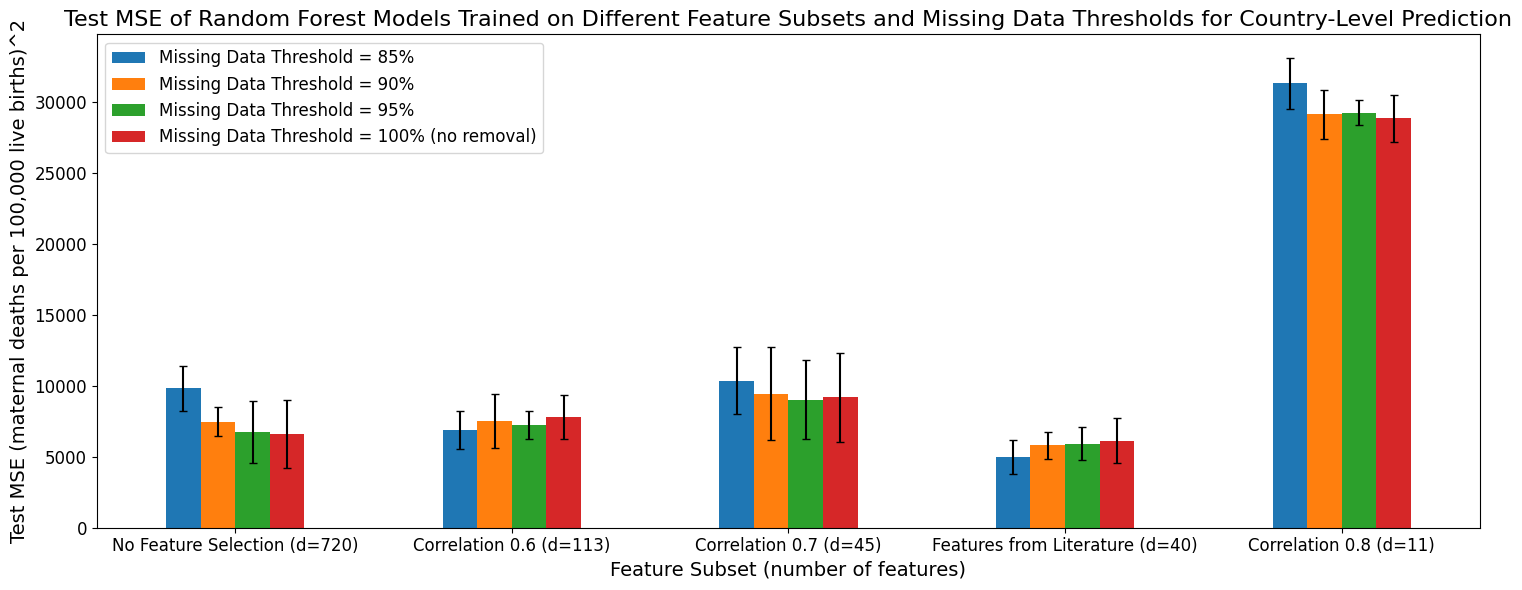 Test MSE of Random Forest Models Trained on Different Feature Subsets and Missing Data Thresholds for Country-Level Prediction
Missing Data Threshold = 85%
Missing Data Threshold = 90%
Missing Data Threshold = 95%
Missing Data Threshold = 100% (no removal)
Test MSE (maternal deaths per 100,000 live births)^2
30000
25000
20000
15000
10000
5000
0
No Feature Selection (d=720)
Correlation 0.6 (d=113)
Correlation 0.7 (d=45)
Features from Literature (d=40)
Correlation 0.8 (d=11)
Feature Subset (number of features)